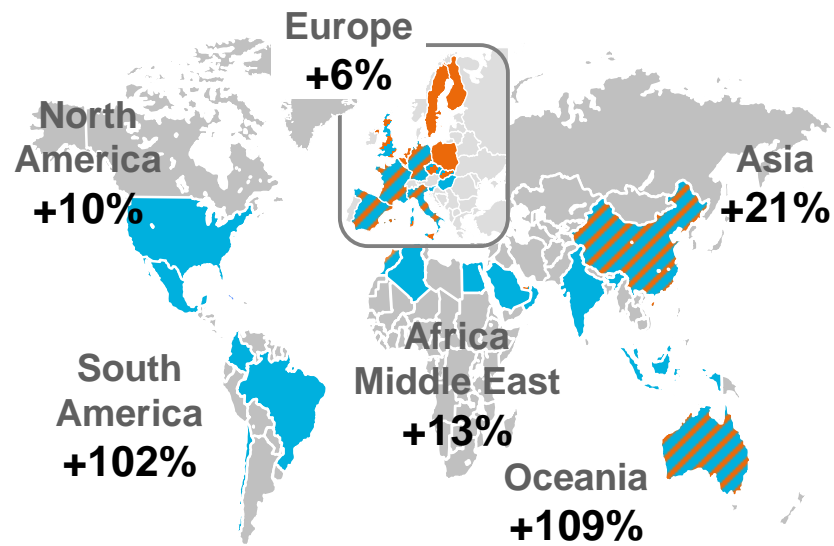 Europe
+6%
North
America
+10%
Asia
+21%
South
America
+102%
Africa
Middle East
+13%
Oceania
+109%